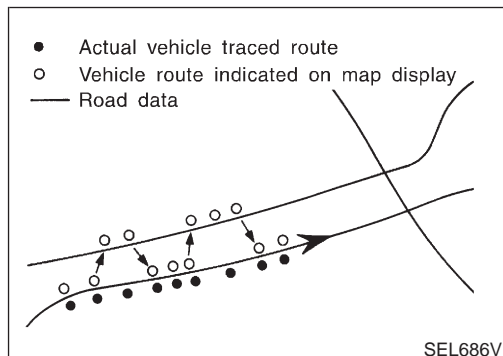 Actual vehicle traced route
Vehicle route indicated on map display
Road data
SEL686V